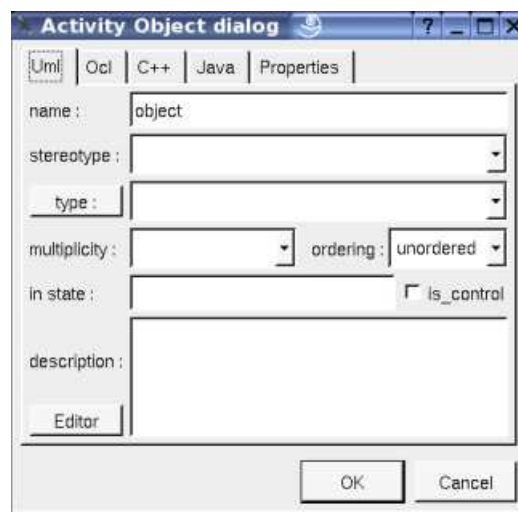 Activity Object dialog ? _ X
Uml Ocl C++ Java Properties
name : object
stereotype :
type :
multiplicity : ordering : unordered
in state : is_control
description :
Editor
OK Cancel